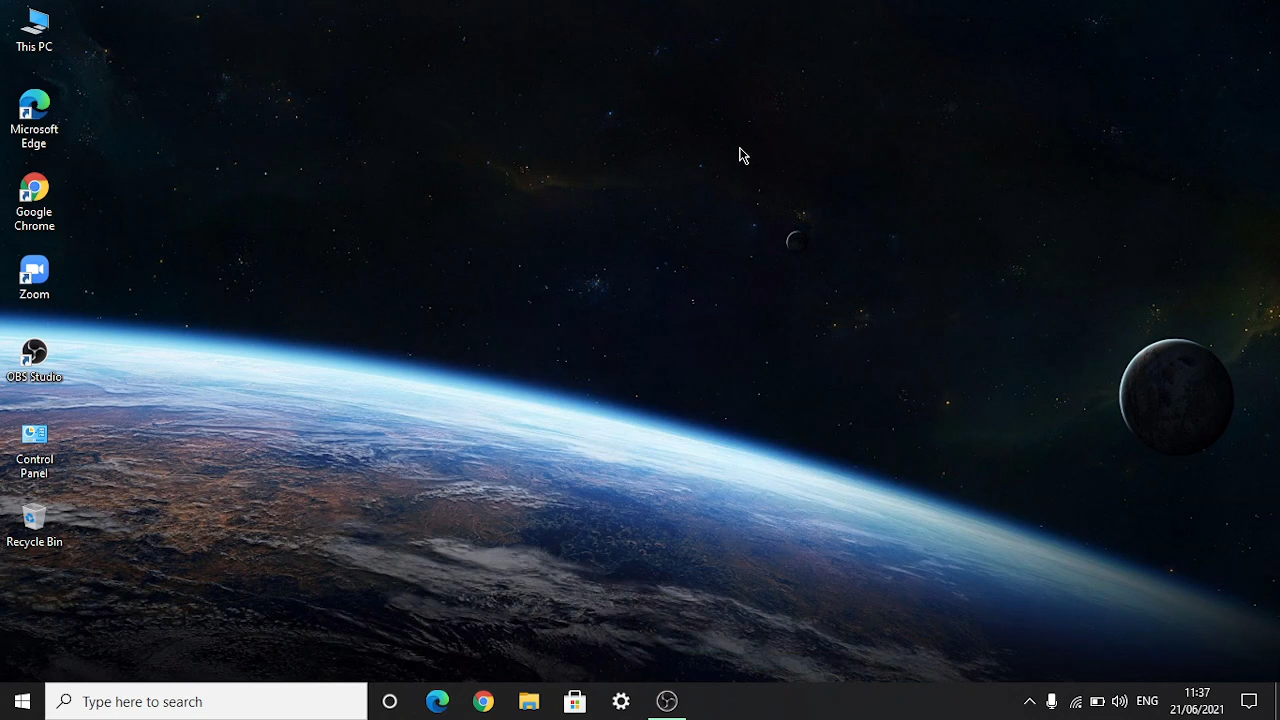 This PC
Microsoft
Edge
Google
Chrome
Zoom
OBS Studio
Control
Panel
Recycle Bin
Type here to search
ENG
11:37
21/06/2021